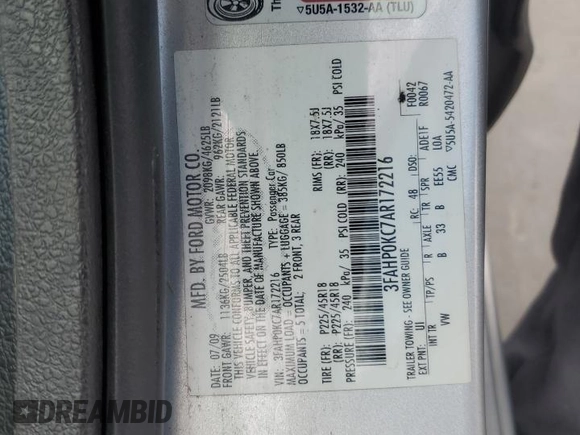 Th
▽5U5A-1532-AA (TLU)
MFD. BY FORD MOTOR CO.
DATE: 07/09 GVWR: 2098KG/4625LB
FRONT GAWR: 1136KG/2504LB REAR GAWR: 962KG/2121LB
THIS VEHICLE CONFORMS TO ALL APPLICABLE FEDERAL MOTOR
VEHICLE SAFETY, BUMPER, AND THEFT PREVENTION STANDARDS
IN EFFECT ON THE DATE OF MANUFACTURE SHOWN ABOVE.
VIN: 3FAHP0KC7AR172216 TYPE: Passenger Car
MAXIMUM LOAD = OCCUPANTS + LUGGAGE = 385KG/ 850LB
OCCUPANTS = 5 TOTAL: 2 FRONT, 3 REAR
TIRE (FR): P225/45R18 RIMS (FR): 18X7.5J
(RR): P225/45R18 (RR): 18X7.5J
PRESSURE (FR): 240 kPa/ 35 PSI COLD (RR): 240 kPa/ 35 PSI COLD
3FAHP0KC7AR172216
F0042
R0067
TRAILER TOWING - SEE OWNER GUIDE
EXT PNT: UI RC: 48 DSO:
INT TR TP/PS R AXLE TR SPR ADEIF
VW B 33 B EE55 LOA
CMC
▽5U5A-5420472-AA
DREAMBID